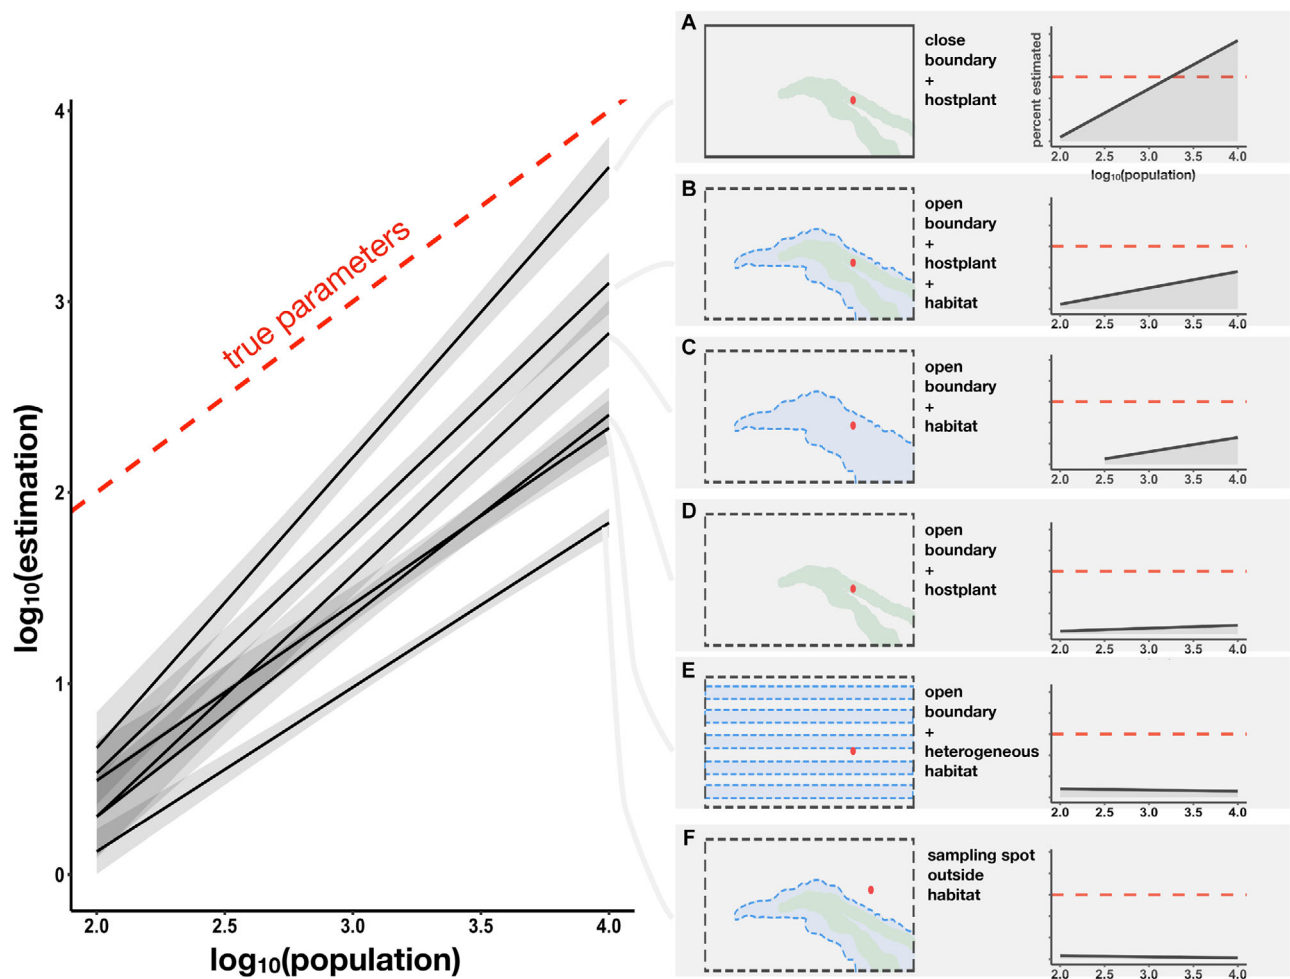 4
3
2
1
0
2.0 2.5 3.0 3.5 4.0
log₁₀(estimation)
log₁₀(population)
true parameters
A
close
boundary
+
hostplant
percent estimated
2.0 2.5 3.0 3.5 4.0
log₁₀(population)
B
open
boundary
+
hostplant
+
habitat
2.0 2.5 3.0 3.5 4.0
C
open
boundary
+
habitat
2.0 2.5 3.0 3.5 4.0
D
open
boundary
+
hostplant
2.0 2.5 3.0 3.5 4.0
E
open
boundary
+
heterogeneous
habitat
2.0 2.5 3.0 3.5 4.0
F
sampling spot
outside
habitat
2.0 2.5 3.0 3.5 4.0